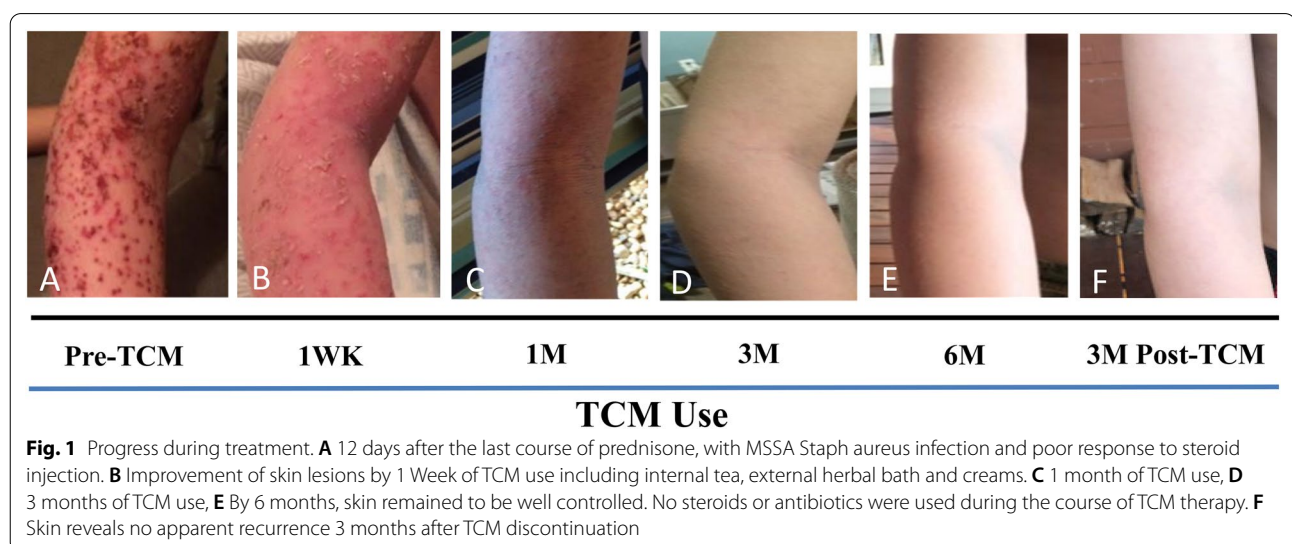 A B C D E F
Pre-TCM 1WK 1M 3M 6M 3M Post-TCM
TCM Use
Fig. 1 Progress during treatment. A 12 days after the last course of prednisone, with MSSA Staph aureus infection and poor response to steroid
injection. B Improvement of skin lesions by 1 Week of TCM use including internal tea, external herbal bath and creams. C 1 month of TCM use, D
3 months of TCM use, E By 6 months, skin remained to be well controlled. No steroids or antibiotics were used during the course of TCM therapy. F
Skin reveals no apparent recurrence 3 months after TCM discontinuation